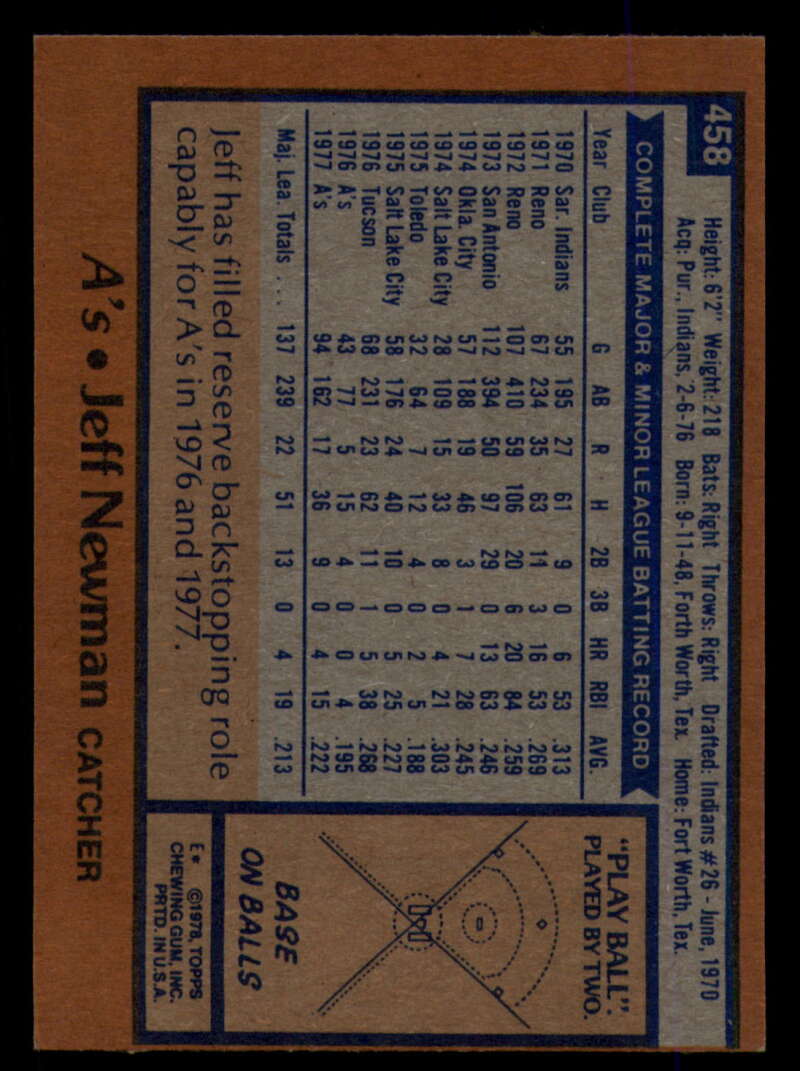 458
Height: 6'2" Weight: 218 Bats: Right Throws: Right Drafted: Indians #26 - June, 1970
Acq: Pur., Indians, 2-6-76 Born: 9-11-48, Forth Worth, Tex. Home: Fort Worth, Tex.
COMPLETE MAJOR & MINOR LEAGUE BATTING RECORD
Year Club G AB R H 2B 3B HR RBI AVG.
1970 Sar. Indians 55 195 27 61 9 0 6 53 .313
1971 Reno 67 234 35 63 14 3 16 53 .269
1972 Reno 107 410 59 106 20 6 20 84 .259
1973 San Antonio 112 394 50 97 29 0 13 63 .246
1974 Okla. City 57 188 19 46 3 1 7 28 .245
1974 Salt Lake City 28 109 15 33 8 0 4 21 .303
1975 Toledo 32 64 7 12 4 0 2 5 .188
1975 Salt Lake City 58 176 24 40 10 0 5 25 .227
1976 Tucson 68 231 23 62 11 1 5 38 .268
1976 A's 43 77 5 15 4 0 0 4 .195
1977 A's 94 162 17 36 9 0 4 15 .222
Maj. Lea. Totals . . . 137 239 22 51 13 0 4 19 .213
Jeff has filled reserve backstopping role
capably for A's in 1976 and 1977.
"PLAY BALL"
PLAYED BY TWO.
BASE
ON BALLS
E* ©1978, TOPPS
CHEWING GUM, INC.
PRTD. IN U.S.A.
A's • Jeff Newman CATCHER